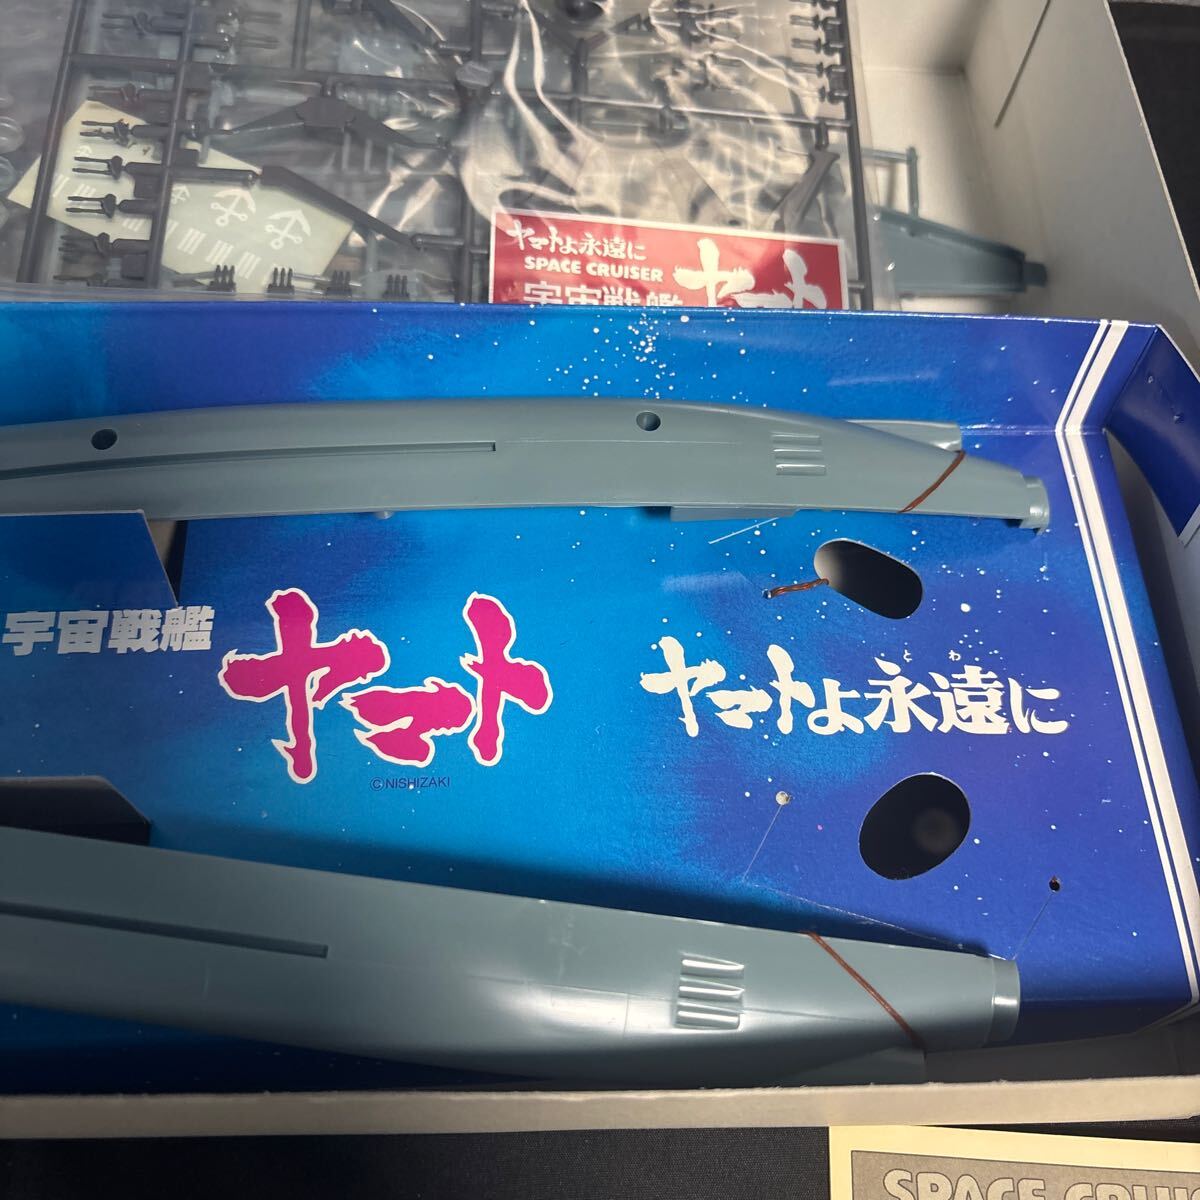 ヤマトよ永遠に
SPACE CRUISER
宇宙戦艦
ヤマト
宇宙戦艦
ヤマト
©NISHIZAKI
とわ
ヤマトよ永遠に
SPACE CRUIS